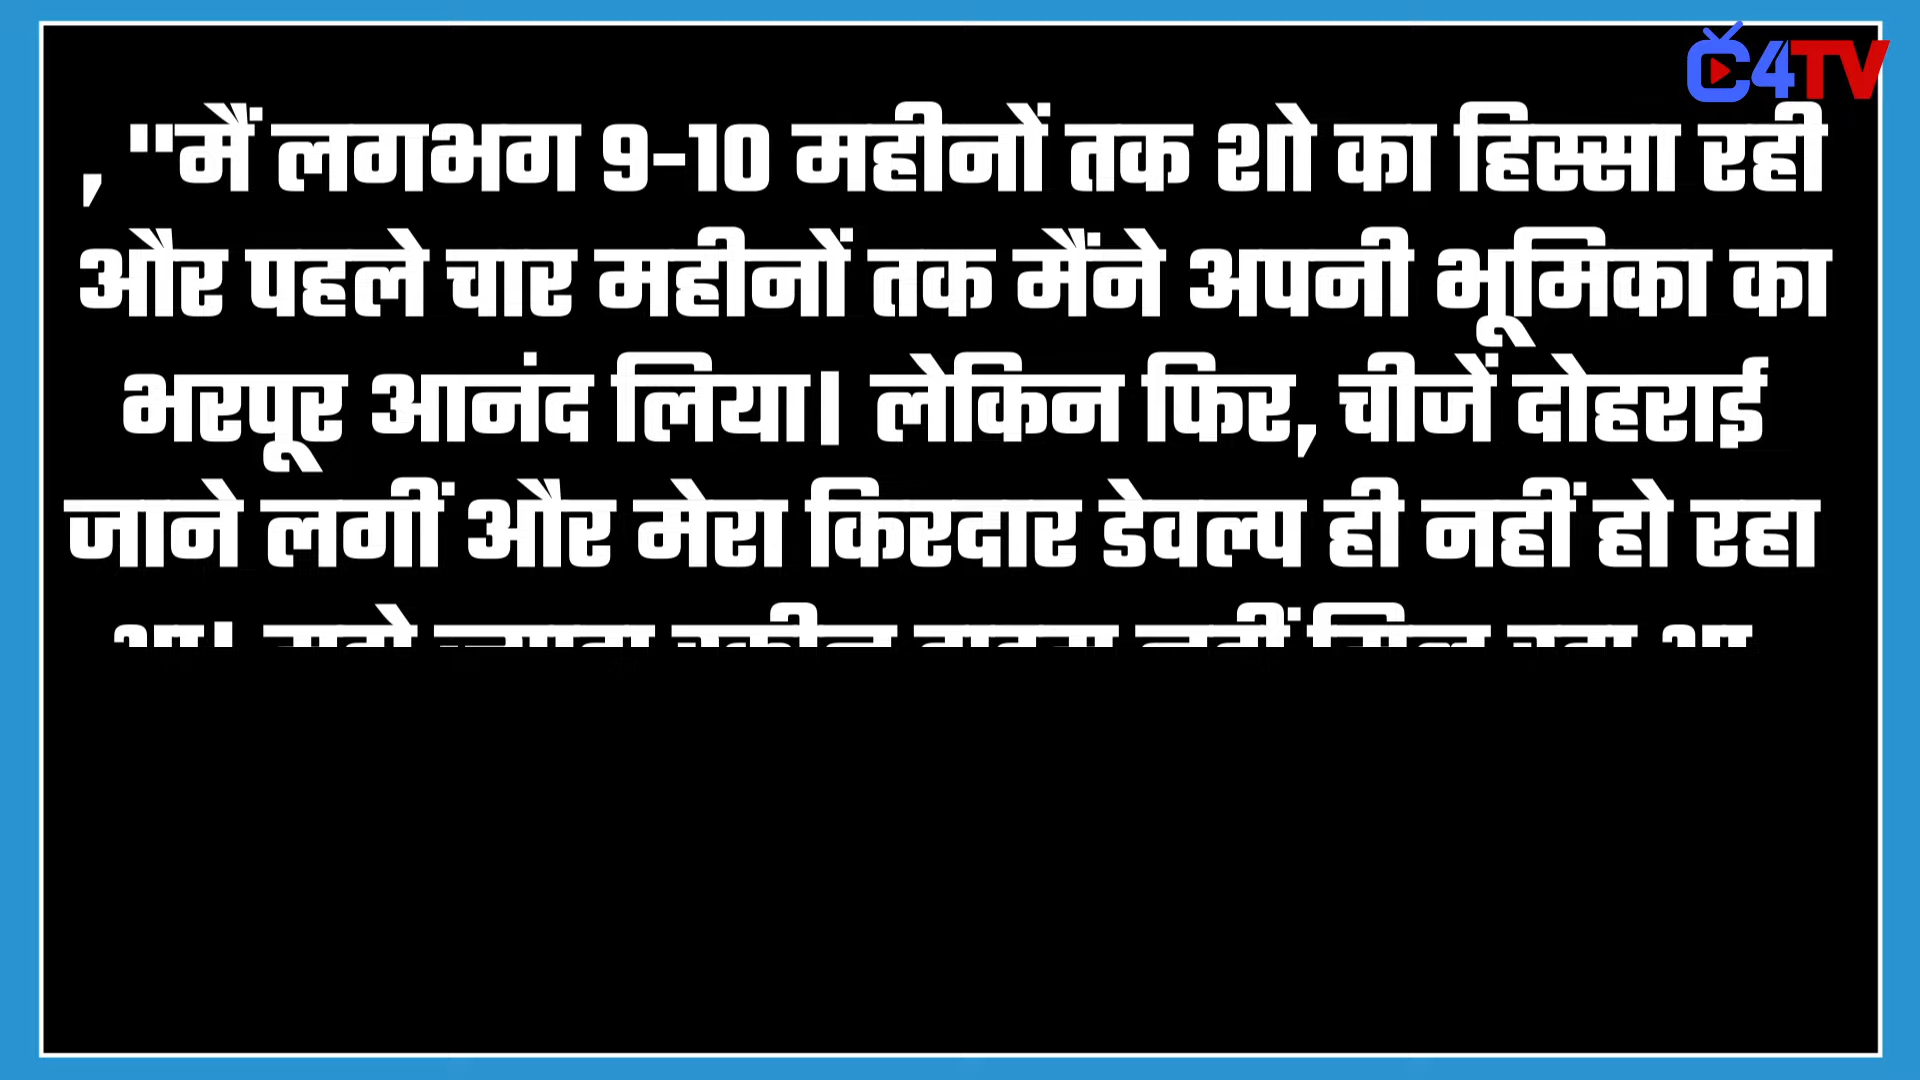 C4TV
, "मैं लगभग 9-10 महीनों तक शो का हिस्सा रही
और पहले चार महीनों तक मैंने अपनी भूमिका का
भरपूर आनंद लिया। लेकिन फिर, चीजें दोहराई
जाने लगीं और मेरा किरदार डेवल्प ही नहीं हो रहा